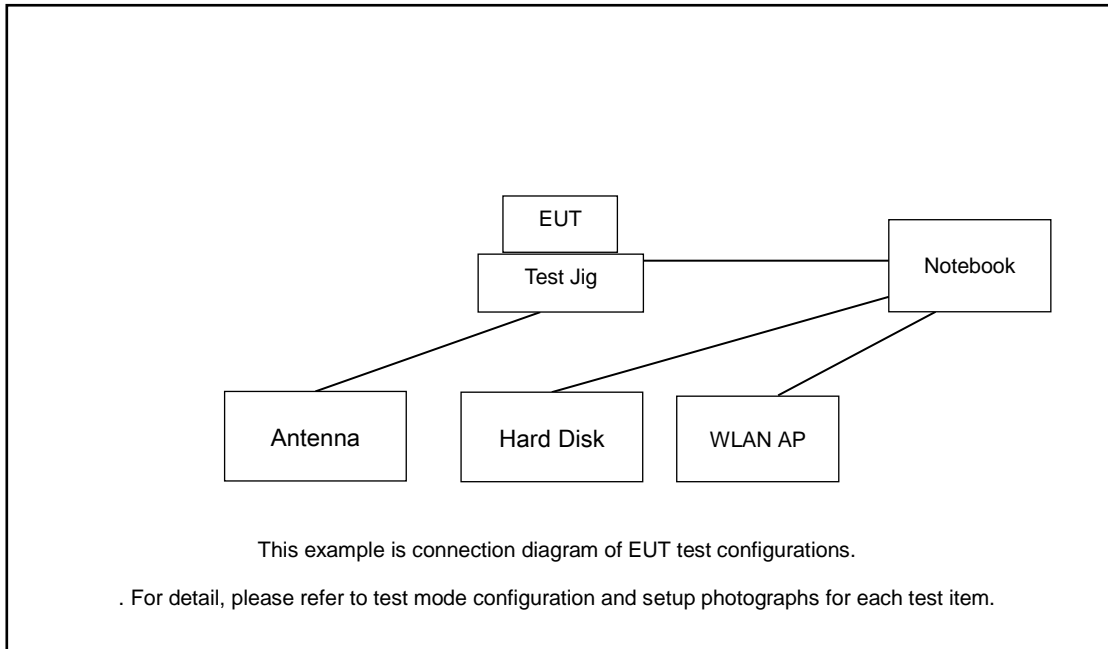 EUT
Test Jig
Notebook
Antenna
Hard Disk
WLAN AP
This example is connection diagram of EUT test configurations.
. For detail, please refer to test mode configuration and setup photographs for each test item.